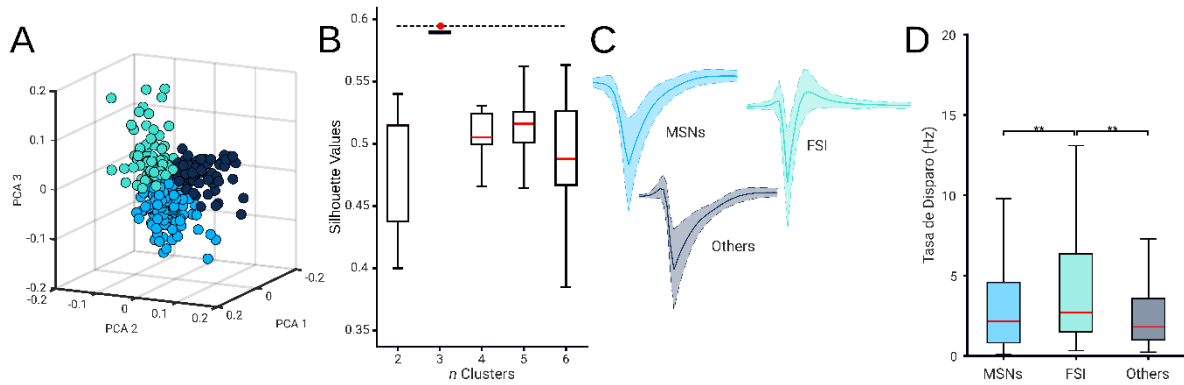 A
0.2
0.1
0
-0.1
-0.2
PCA 3
-0.2
-0.1
0
0.1
0.2
PCA 2
0.2
0
-0.2
PCA 1
B
0.6
0.55
0.5
0.45
0.4
0.35
Silhouette Values
2
3
4
5
6
n Clusters
C
MSNs
FSI
Others
D
20
15
10
5
0
Tasa de Disparo (Hz)
**
**
MSNs
FSI
Others